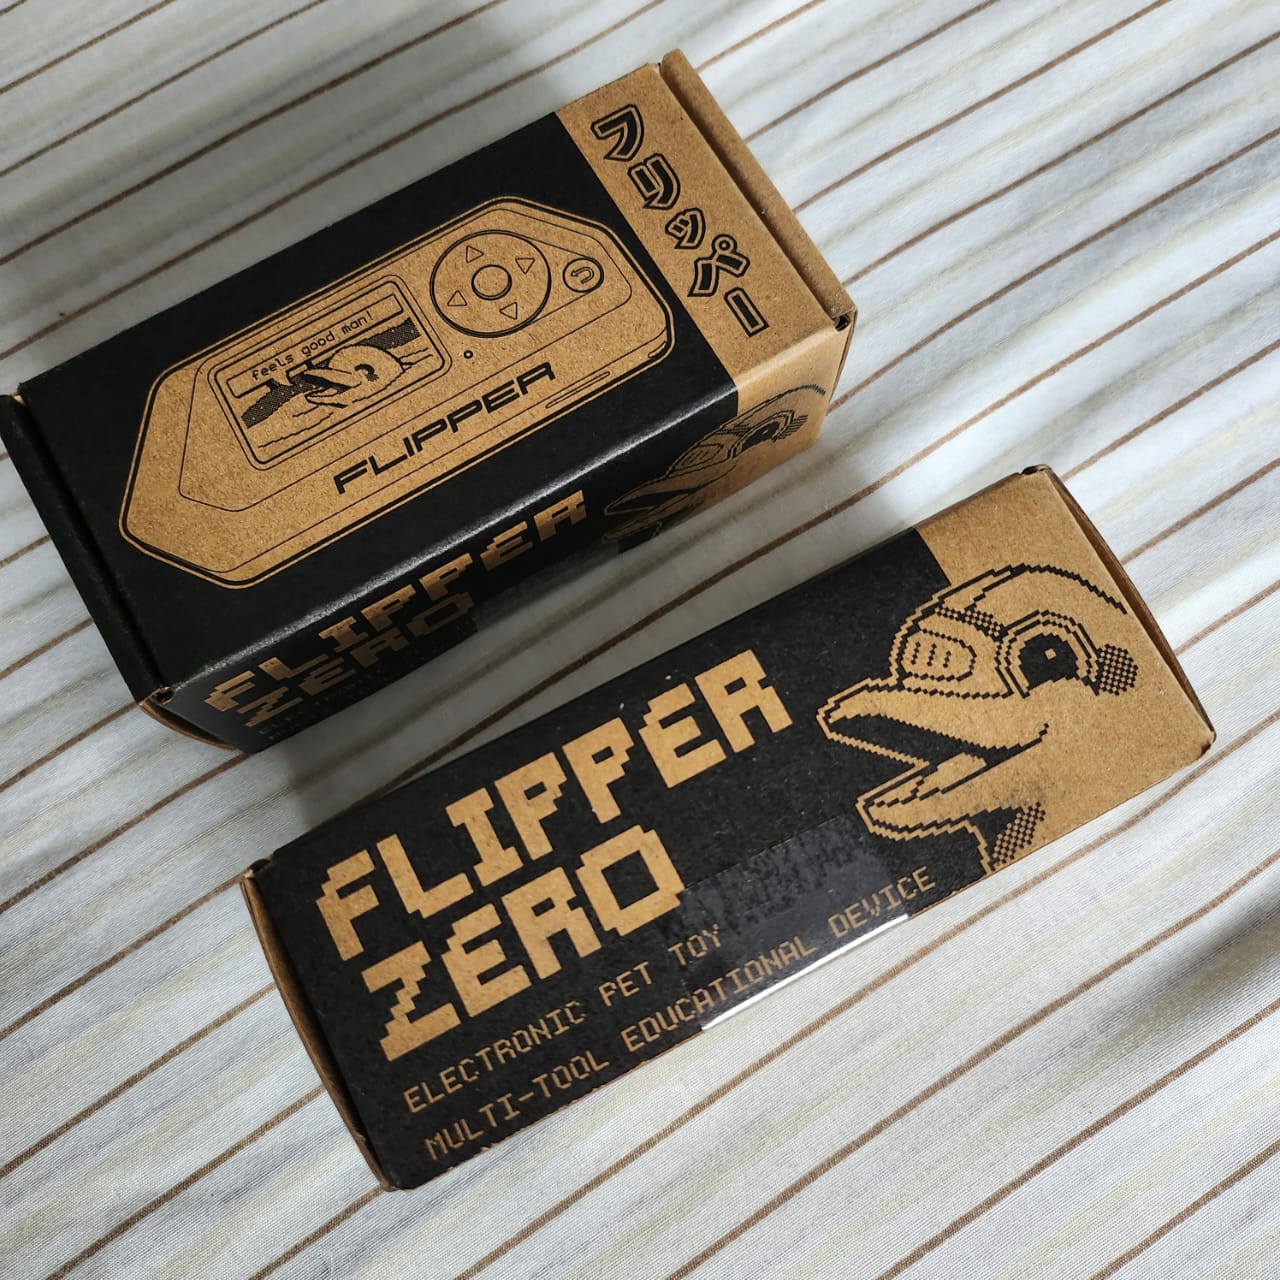 フリッパー
feels good man!
FLIPPER
FLIPPER
ZERO
FLIPPER
ZERO
ELECTRONIC PET TOY
MULTI-TOOL EDUCATIONAL DEVICE